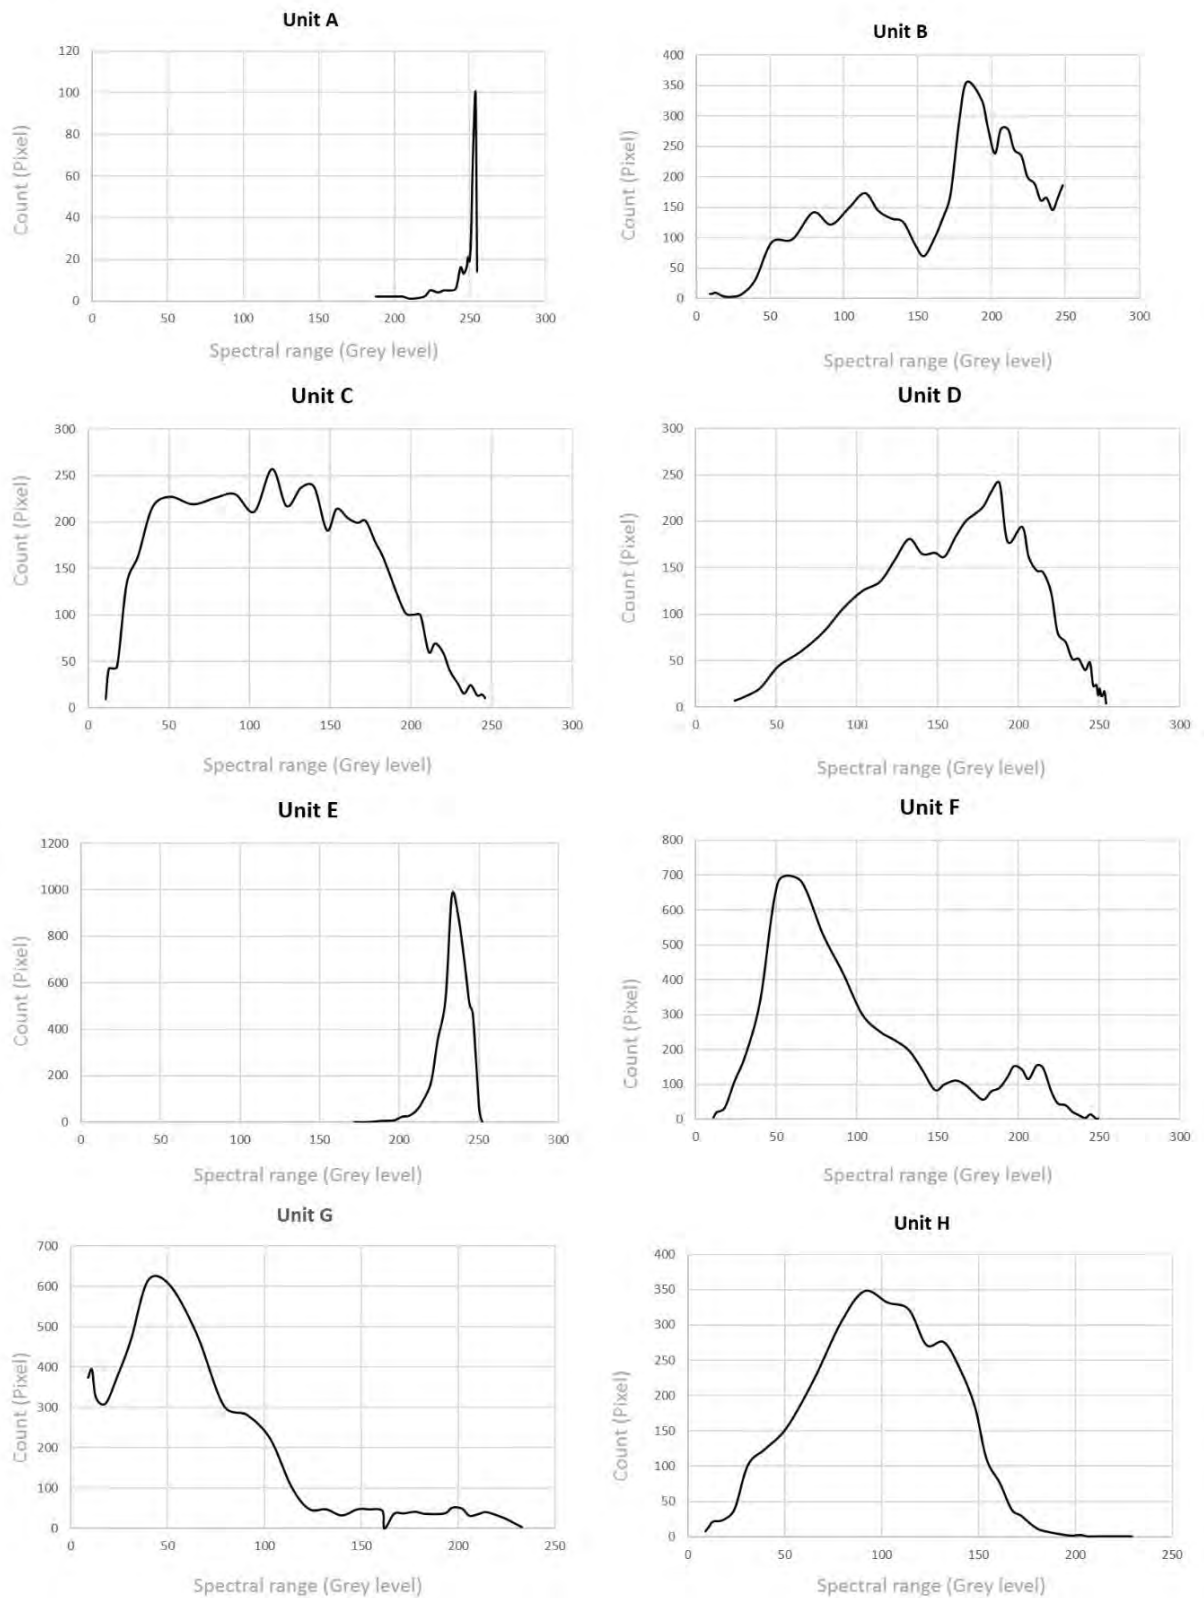 Unit A
120
100
80
60
40
20
0
Count (Pixel)
0 50 100 150 200 250 300
Spectral range (Grey level)
Unit B
400
350
300
250
200
150
100
50
0
Count (Pixel)
0 50 100 150 200 250 300
Spectral range (Grey level)
Unit C
300
250
200
150
100
50
0
Count (Pixel)
0 50 100 150 200 250 300
Spectral range (Grey level)
Unit D
300
250
200
150
100
50
0
Count (Pixel)
0 50 100 150 200 250 300
Spectral range (Grey level)
Unit E
1200
1000
800
600
400
200
0
Count (Pixel)
0 50 100 150 200 250 300
Spectral range (Grey level)
Unit F
800
700
600
500
400
300
200
100
0
Count (Pixel)
0 50 100 150 200 250 300
Spectral range (Grey level)
Unit G
700
600
500
400
300
200
100
0
Count (Pixel)
0 50 100 150 200 250
Spectral range (Grey level)
Unit H
400
350
300
250
200
150
100
50
0
Count (Pixel)
0 50 100 150 200 250
Spectral range (Grey level)